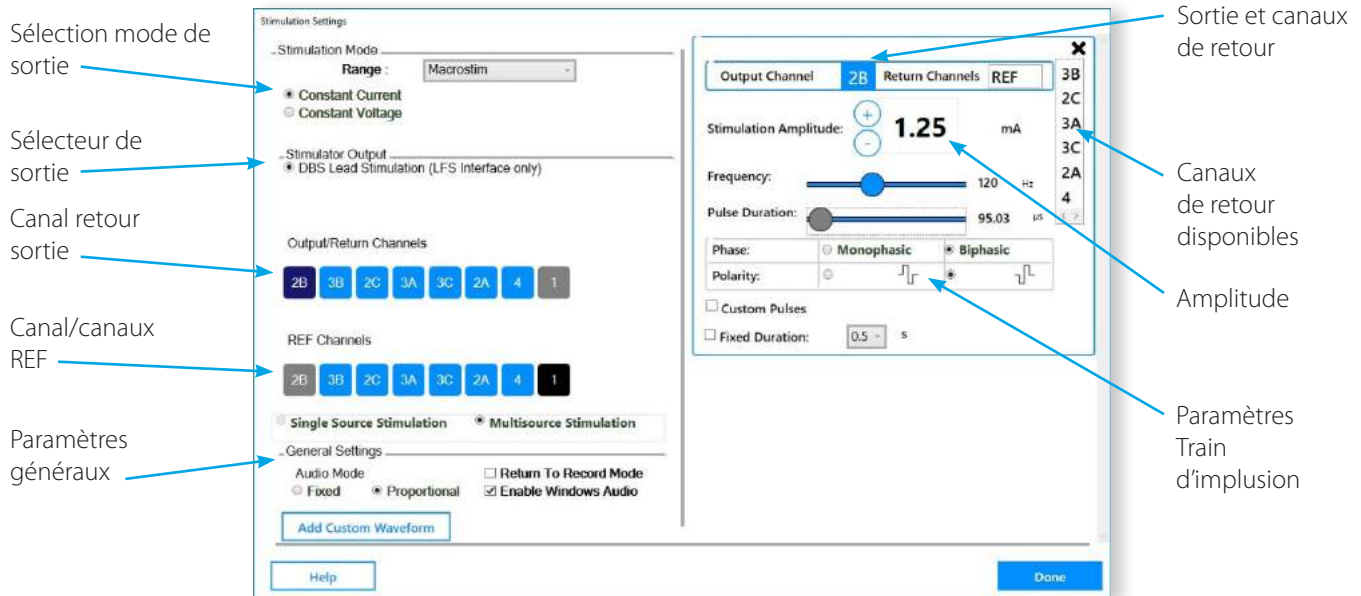 Sélection mode de
sortie
Sélecteur de
sortie
Canal retour
sortie
Canal/canaux
REF
Paramètres
généraux
Stimulation Settings
Stimulation Mode
Range : Macrostim
Constant Current
Constant Voltage
Stimulator Output
DBS Lead Stimulation (LFS Interface only)
Output/Return Channels
2B 3B 2C 3A 3C 2A 4 1
REF Channels
2B 3B 2C 3A 3C 2A 4 1
Single Source Stimulation Multisource Stimulation
General Settings
Audio Mode Return To Record Mode
Fixed Proportional Enable Windows Audio
Add Custom Waveform
Help
Output Channel 2B Return Channels REF
Stimulation Amplitude: + 1.25 mA
-
Frequency: 120 Hz
Pulse Duration: 95.03 µs
Phase: Monophasic Biphasic
Polarity:
Custom Pulses
Fixed Duration: 0.5 s
3B
2C
3A
3C
2A
4
Done
Sortie et canaux
de retour
Canaux
de retour
disponibles
Amplitude
Paramètres
Train
d’implusion